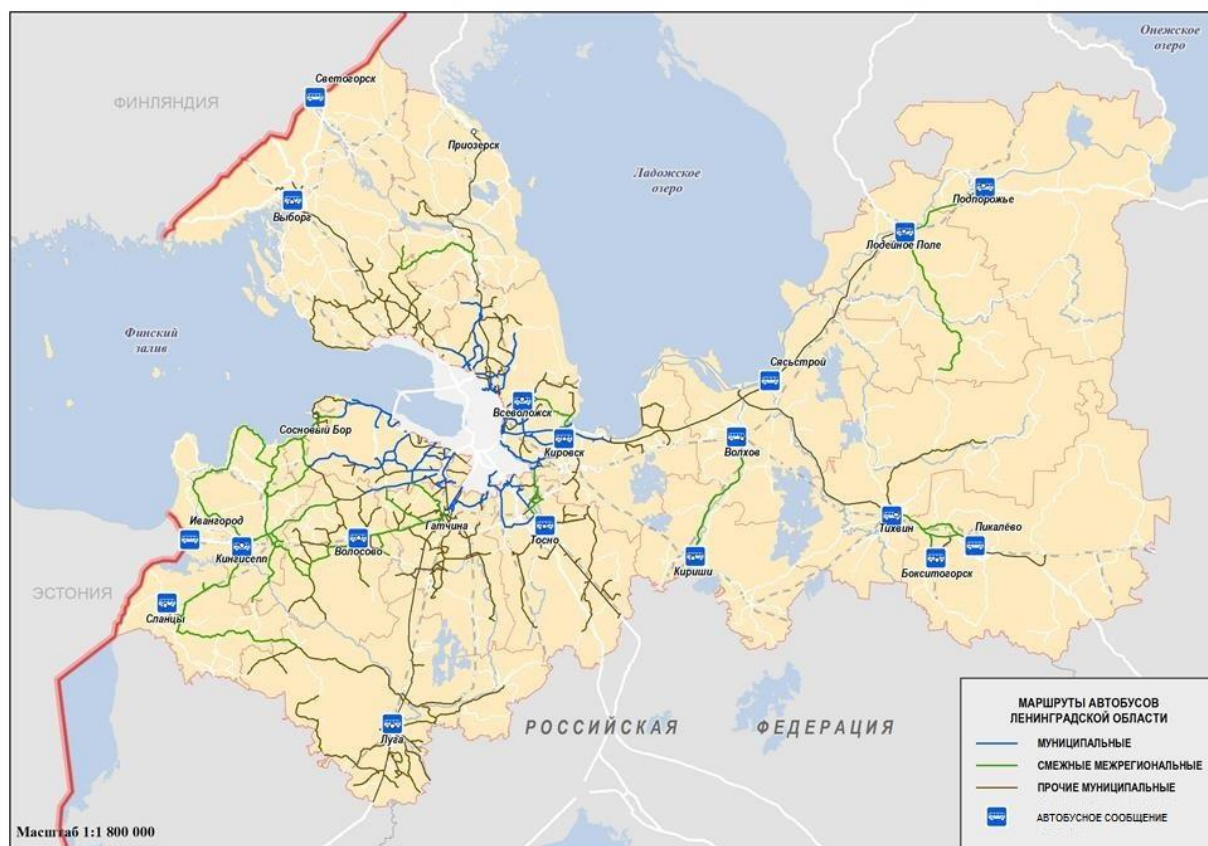 Онежское
озеро
Светогорск
ФИНЛЯНДИЯ
Приозерск
Ладожское
озеро
Подпорожье
Выборг
Лодейное Поле
Финский
залив
Сясьстрой
Всеволожск
Сосновый Бор
Кировск
Волхов
Ивангород
Гатчина
Тихвин
Пикалёво
Кингисепп
Волосово
Тосно
Кириши
Бокситогорск
ЭСТОНИЯ
Сланцы
Луга
РОССИЙСКАЯ ФЕДЕРАЦИЯ
МАРШРУТЫ АВТОБУСОВ
ЛЕНИНГРАДСКОЙ ОБЛАСТИ
МУНИЦИПАЛЬНЫЕ
СМЕЖНЫЕ МЕЖРЕГИОНАЛЬНЫЕ
ПРОЧИЕ МУНИЦИПАЛЬНЫЕ
АВТОБУСНОЕ СООБЩЕНИЕ
Масштаб 1:1 800 000